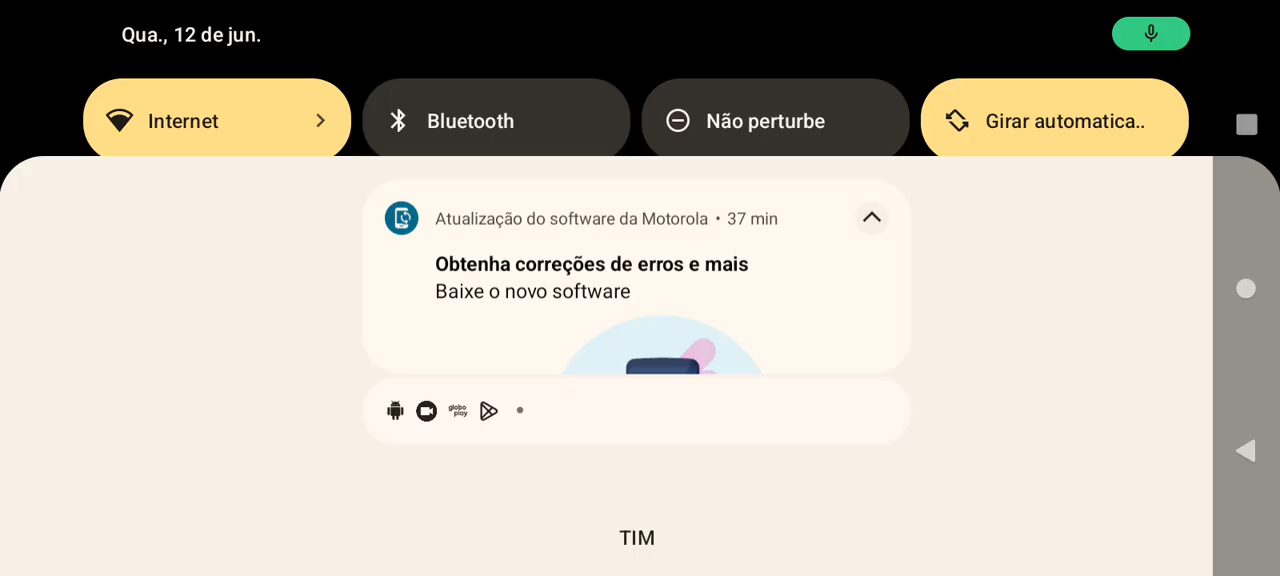 Qua., 12 de jun.
Internet
Bluetooth
Não perturbe
Girar automatica..
Atualização do software da Motorola • 37 min
Obtenha correções de erros e mais
Baixe o novo software
globo
play
TIM